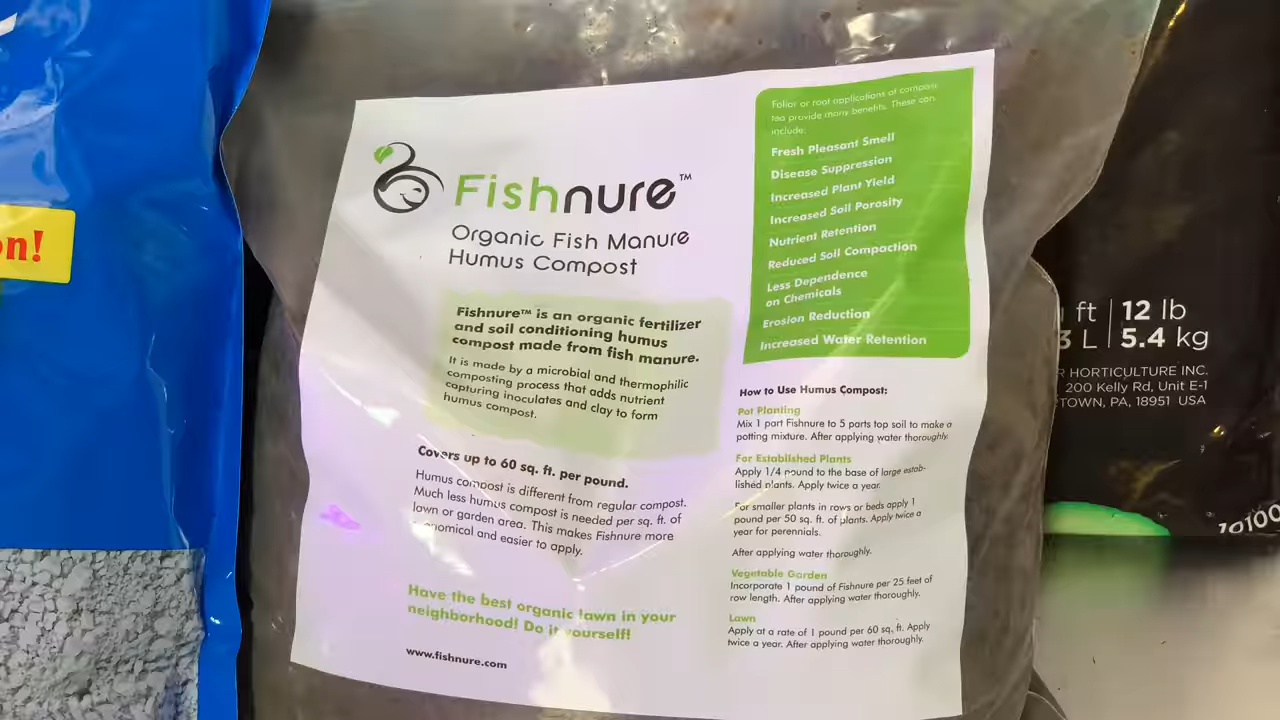 on!
Fishnure™
Organic Fish Manure
Humus Compost
Fishnure™ is an organic fertilizer
and soil conditioning humus
compost made from fish manure.
It is made by a microbial and thermophilic
composting process that adds nutrient
capturing inoculates and clay to form
humus compost.
Covers up to 60 sq. ft. per pound.
Humus compost is different from regular compost.
Much less humus compost is needed per sq. ft. of
lawn or garden area. This makes Fishnure more
onomical and easier to apply.
Have the best organic lawn in your
neighborhood! Do it yourself!
www.fishnure.com
Foliar or root applications of compost
tea provide many benefits. These can
include:
Fresh Pleasant Smell
Disease Suppression
Increased Plant Yield
Increased Soil Porosity
Nutrient Retention
Reduced Soil Compaction
Less Dependence
on Chemicals
Erosion Reduction
Increased Water Retention
How to Use Humus Compost:
Pot Planting
Mix 1 part Fishnure to 5 parts top soil to make a
potting mixture. After applying water thoroughly.
For Established Plants
Apply 1/4 pound to the base of large estab-
lished plants. Apply twice a year.
For smaller plants in rows or beds apply 1
pound per 50 sq. ft. of plants. Apply twice a
year for perennials.
After applying water thoroughly.
Vegetable Garden
Incorporate 1 pound of Fishnure per 25 feet of
row length. After applying water thoroughly.
Lawn
Apply at a rate of 1 pound per 60 sq. ft. Apply
twice a year. After applying water thoroughly.
ft 12 lb
3 L 5.4 kg
R HORTICULTURE INC.
200 Kelly Rd, Unit E-1
TOWN, PA, 18951 USA
10100